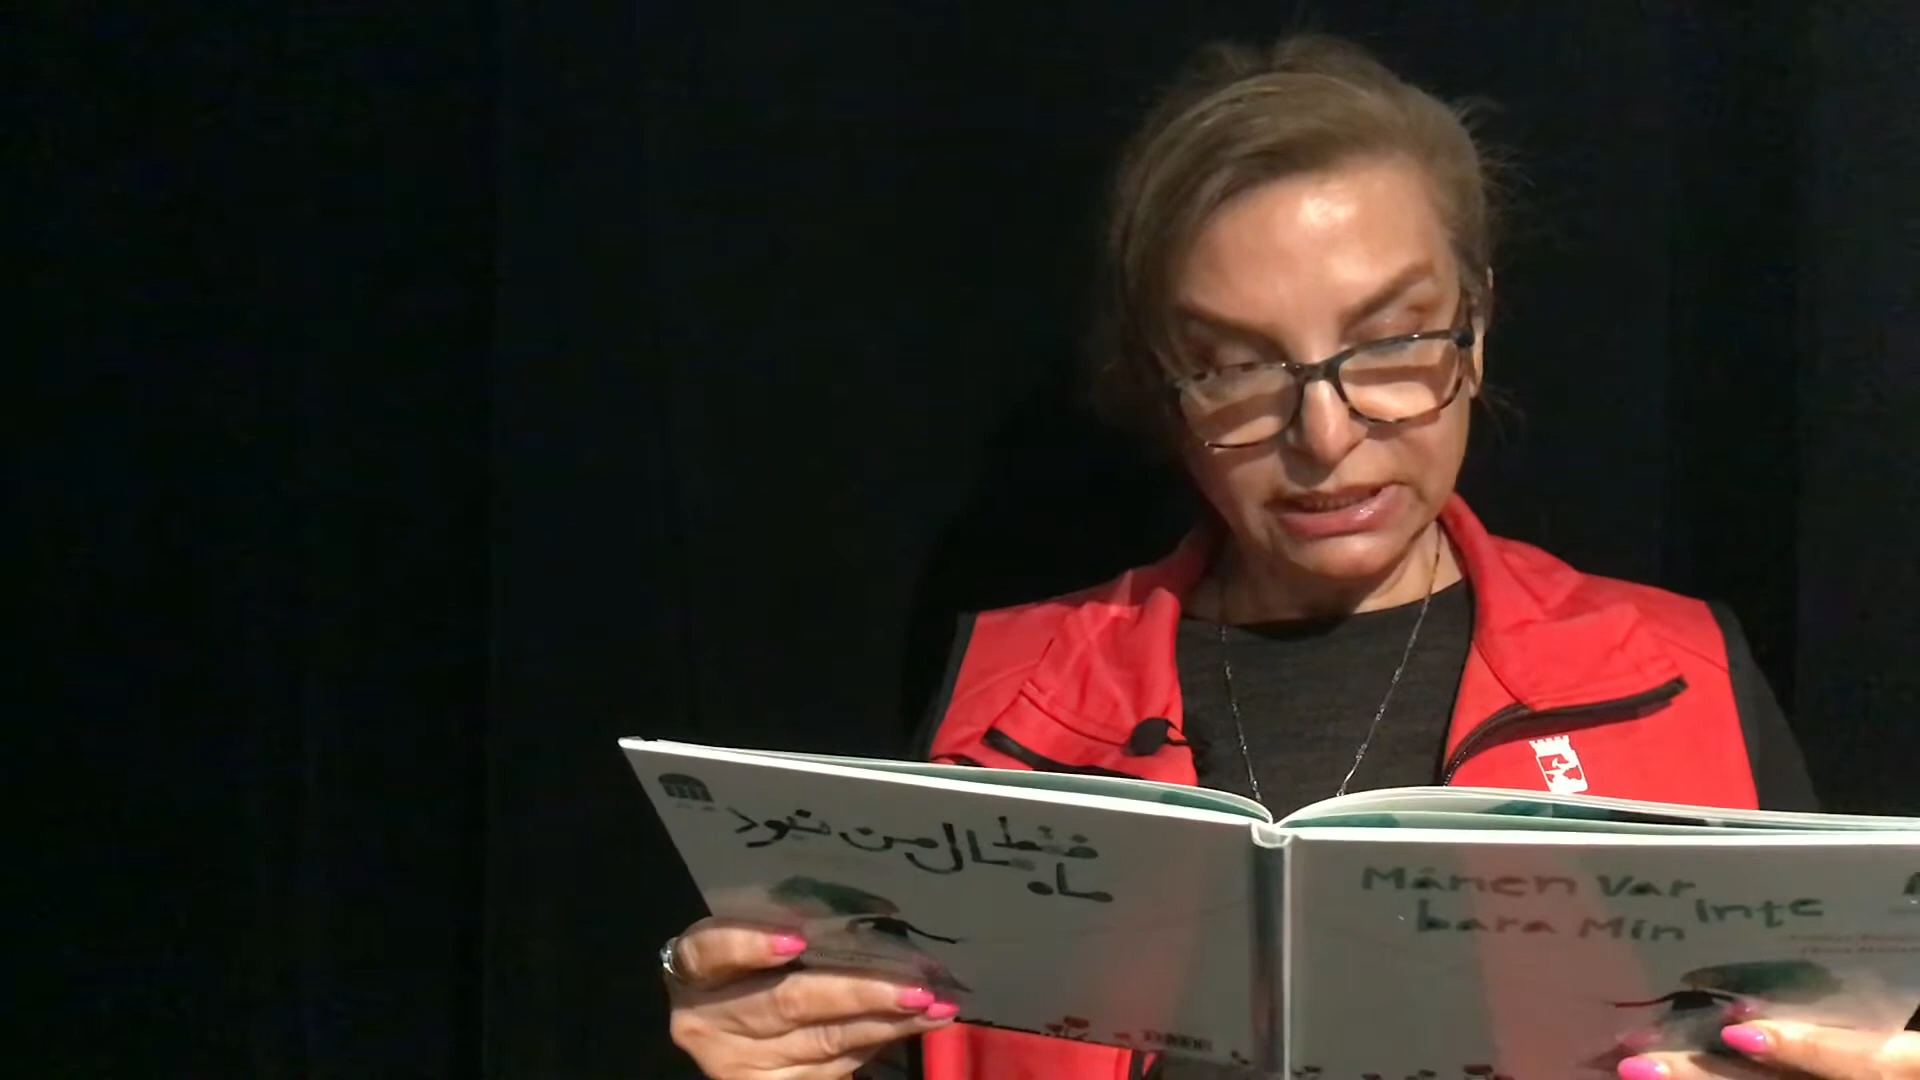 فقط مال من نبود
ماه
Månen var inte
bara min